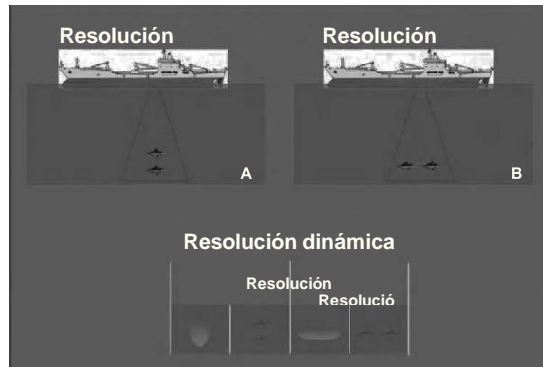 Resolución
Resolución
A
B
Resolución dinámica
Resolución
Resolució